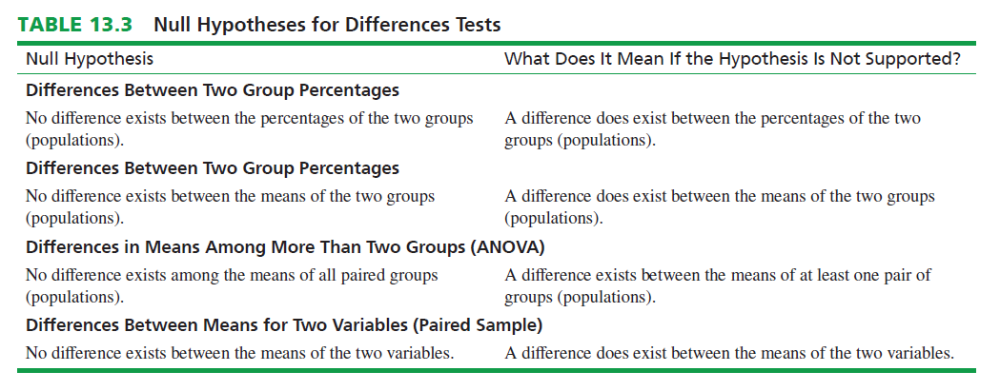 TABLE 13.3 Null Hypotheses for Differences Tests
Null Hypothesis What Does It Mean If the Hypothesis Is Not Supported?
Differences Between Two Group Percentages
No difference exists between the percentages of the two groups A difference does exist between the percentages of the two
(populations). groups (populations).
Differences Between Two Group Percentages
No difference exists between the means of the two groups A difference does exist between the means of the two groups
(populations). (populations).
Differences in Means Among More Than Two Groups (ANOVA)
No difference exists among the means of all paired groups A difference exists between the means of at least one pair of
(populations). groups (populations).
Differences Between Means for Two Variables (Paired Sample)
No difference exists between the means of the two variables. A difference does exist between the means of the two variables.